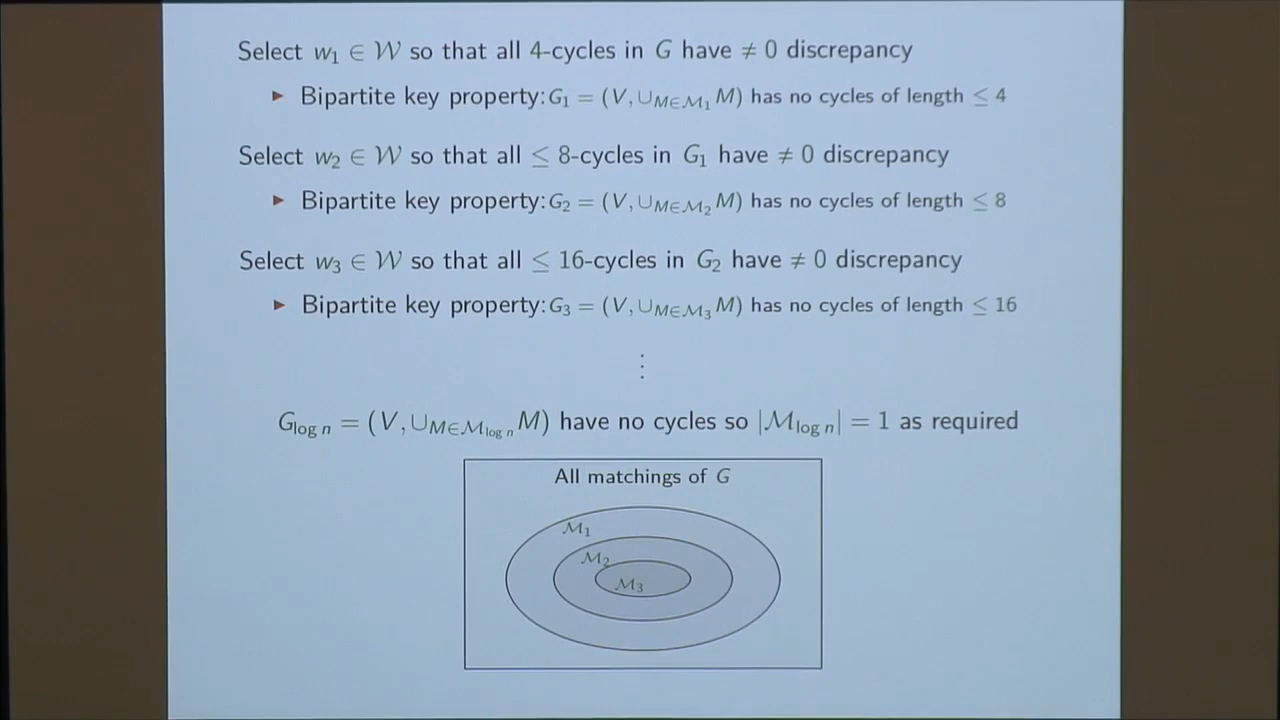 Select w₁ ∈ 𝒲 so that all 4-cycles in G have ≠ 0 discrepancy
▶ Bipartite key property: G₁ = (V, ∪_{M∈ℳ₁} M) has no cycles of length ≤ 4
Select w₂ ∈ 𝒲 so that all ≤ 8-cycles in G₁ have ≠ 0 discrepancy
▶ Bipartite key property: G₂ = (V, ∪_{M∈ℳ₂} M) has no cycles of length ≤ 8
Select w₃ ∈ 𝒲 so that all ≤ 16-cycles in G₂ have ≠ 0 discrepancy
▶ Bipartite key property: G₃ = (V, ∪_{M∈ℳ₃} M) has no cycles of length ≤ 16
⋮
G_{log n} = (V, ∪_{M∈ℳ_{log n}} M) have no cycles so |ℳ_{log n}| = 1 as required
All matchings of G
ℳ₁
ℳ₂
ℳ₃